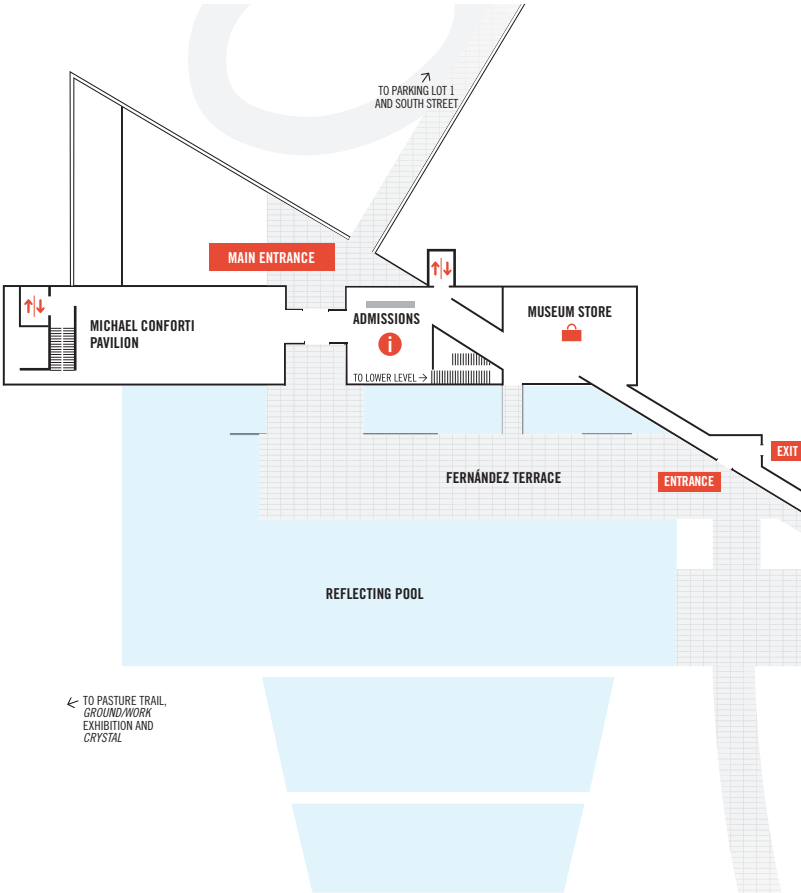 TO PARKING LOT 1
AND SOUTH STREET
MAIN ENTRANCE
MICHAEL CONFORTI
PAVILION
ADMISSIONS
i
MUSEUM STORE
TO LOWER LEVEL
EXIT
FERNÁNDEZ TERRACE
ENTRANCE
REFLECTING POOL
TO PASTURE TRAIL,
GROUND/WORK
EXHIBITION AND
CRYSTAL